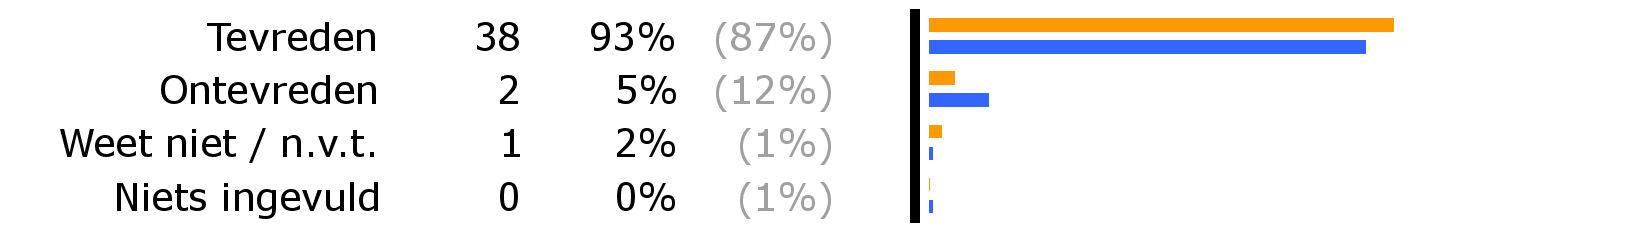 Tevreden 38 93% (87%)
Ontevreden 2 5% (12%)
Weet niet / n.v.t. 1 2% (1%)
Niets ingevuld 0 0% (1%)